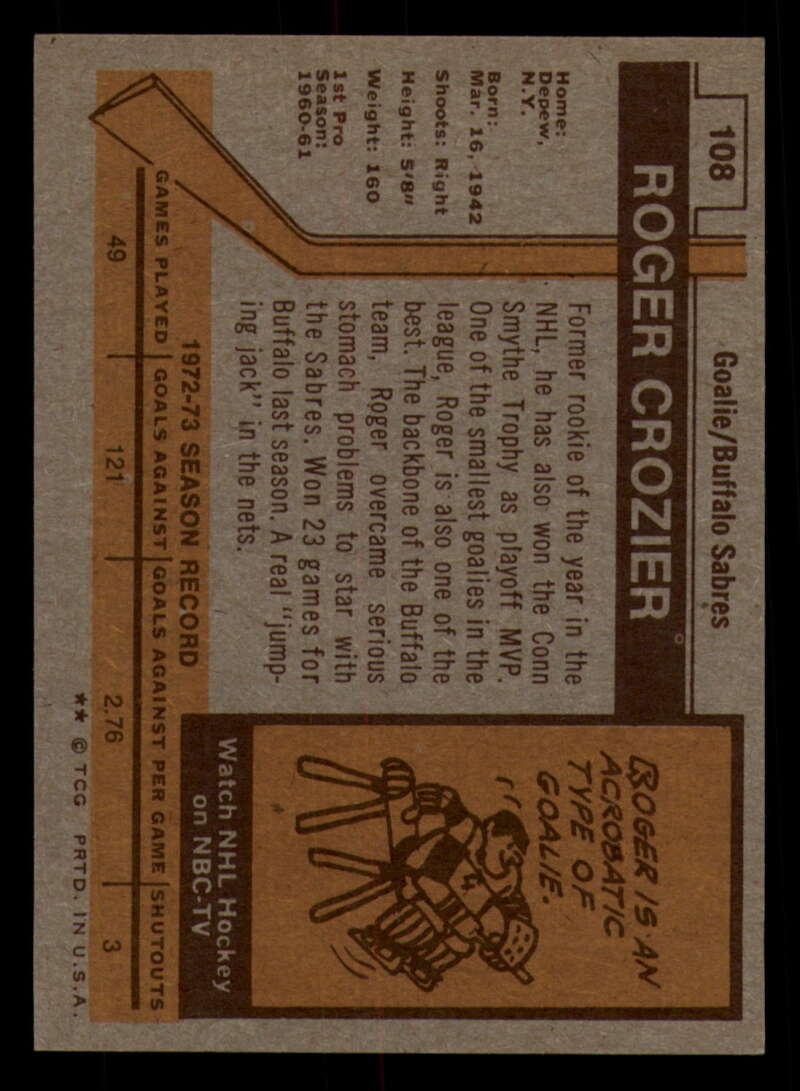 108
Goalie/Buffalo Sabres
ROGER CROZIER
Home:
Depew,
N.Y.
Born:
Mar. 16, 1942
Shoots: Right
Height: 5'8"
Weight: 160
1st Pro
Season:
1960-61
Former rookie of the year in the
NHL, he has also won the Conn
Smythe Trophy as playoff MVP.
One of the smallest goalies in the
league, Roger is also one of the
best. The backbone of the Buffalo
team, Roger overcame serious
stomach problems to star with
the Sabres. Won 23 games for
Buffalo last season. A real "jump-
ing jack" in the nets.
ROGER IS AN
ACROBATIC
TYPE OF
GOALIE.
4
Watch NHL Hockey
on NBC-TV
1972-73 SEASON RECORD
GAMES PLAYED GOALS AGAINST GOALS AGAINST PER GAME SHUTOUTS
49 121 2.76 3
** © TCG PRTD. IN U.S.A.